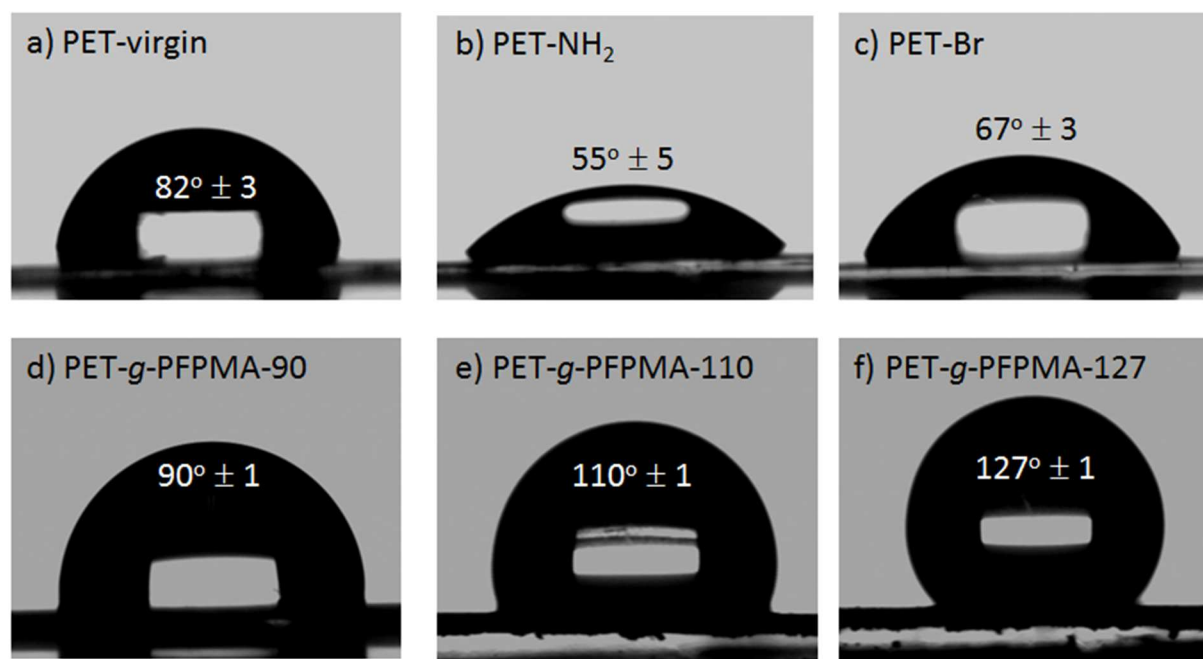 a) PET-virgin
82° ± 3
b) PET-NH₂
55° ± 5
c) PET-Br
67° ± 3
d) PET-g-PFPMA-90
90° ± 1
e) PET-g-PFPMA-110
110° ± 1
f) PET-g-PFPMA-127
127° ± 1